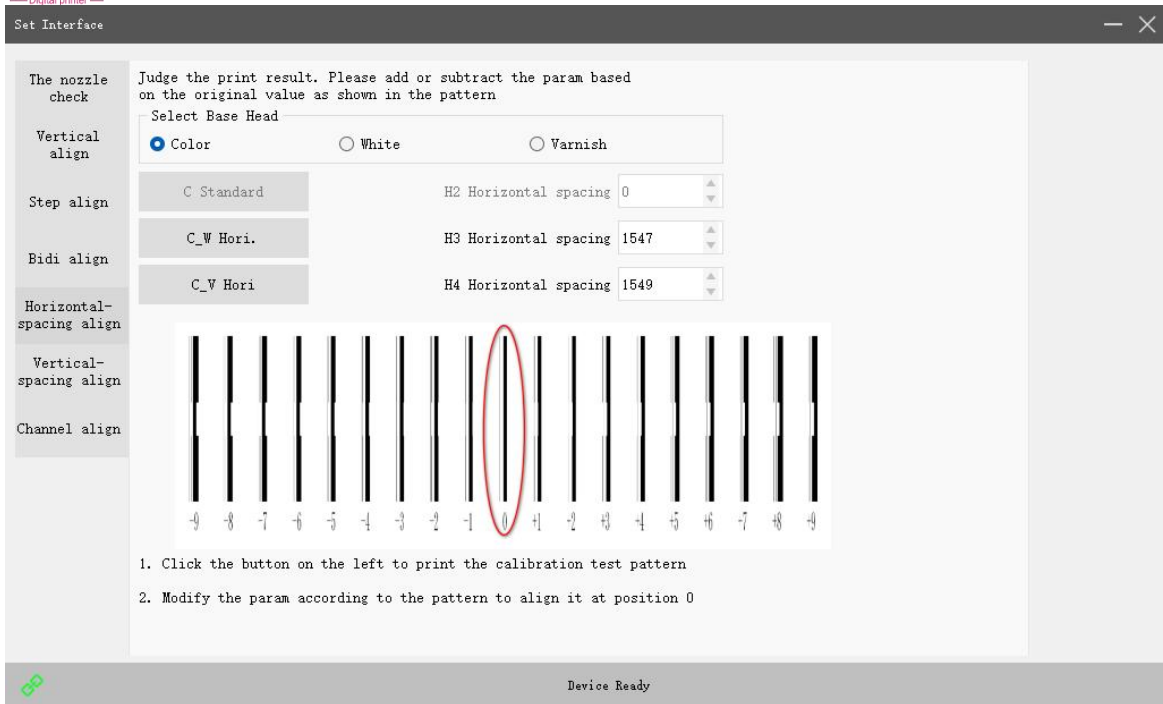 Digital printer
Set Interface
The nozzle
check
Vertical
align
Step align
Bidi align
Horizontal-
spacing align
Vertical-
spacing align
Channel align
Judge the print result. Please add or subtract the param based
on the original value as shown in the pattern
Select Base Head
Color White Varnish
C Standard H2 Horizontal spacing 0
C_W Hori. H3 Horizontal spacing 1547
C_V Hori H4 Horizontal spacing 1549
-9 -8 -7 -6 -5 -4 -3 -2 -1 0 +1 -2 +3 +4 +5 +6 -7 +8 +9
1. Click the button on the left to print the calibration test pattern
2. Modify the param according to the pattern to align it at position 0
Device Ready